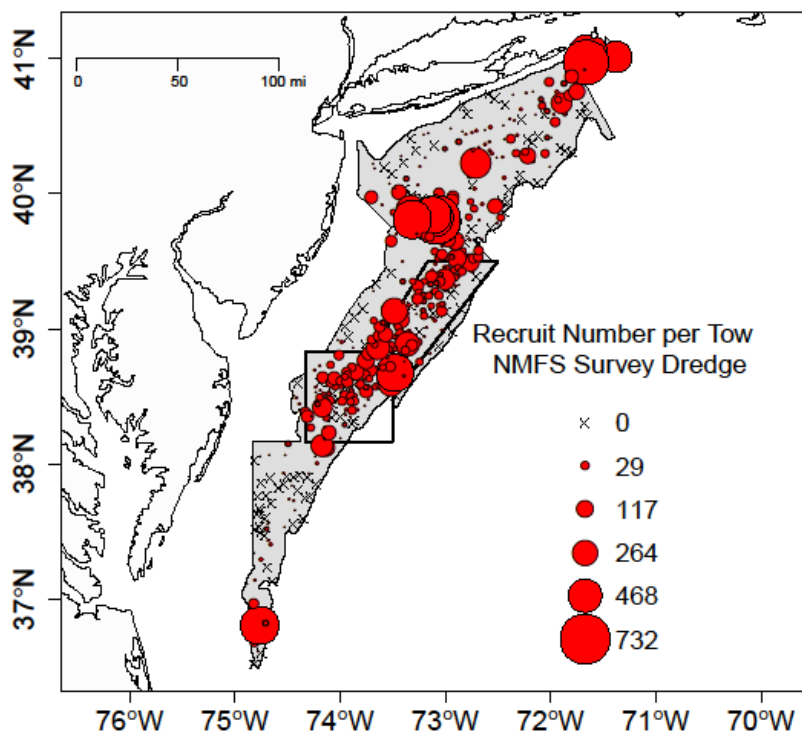 41°N
40°N
39°N
38°N
37°N
0
50
100 mi
Recruit Number per Tow
NMFS Survey Dredge
0
29
117
264
468
732
76°W
75°W
74°W
73°W
72°W
71°W
70°W